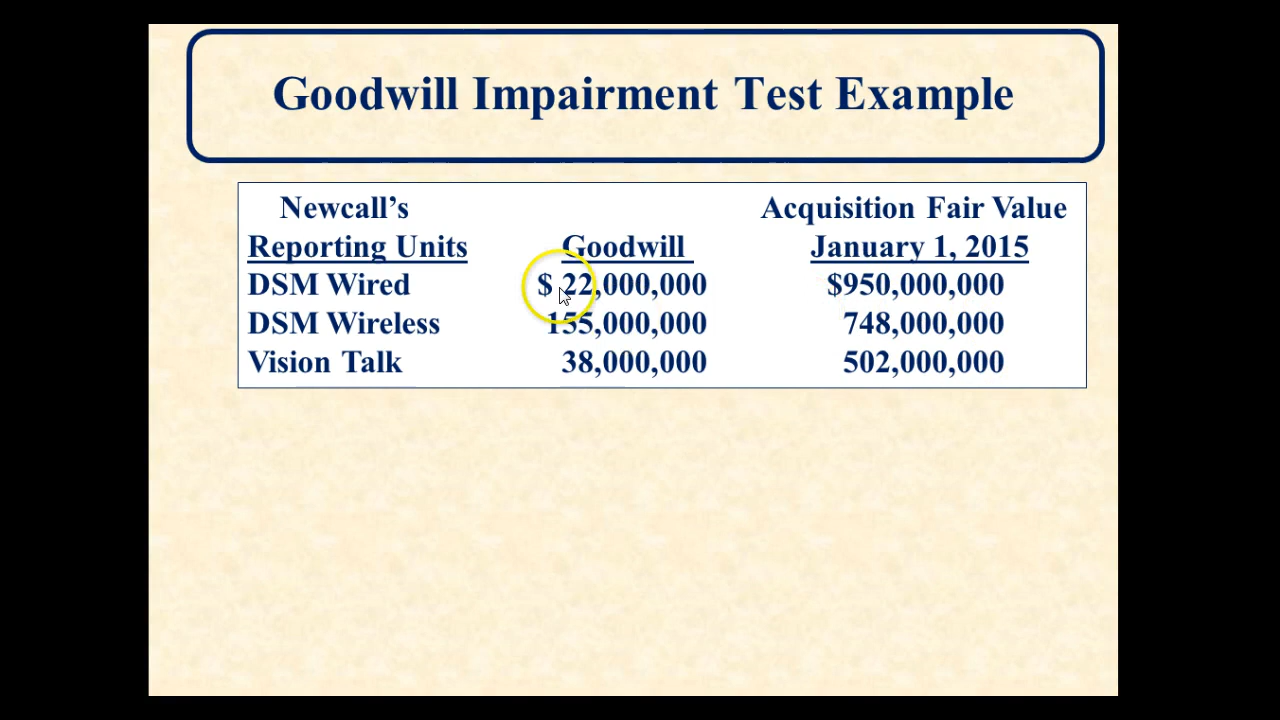 Goodwill Impairment Test Example
Newcall's Acquisition Fair Value
Reporting Units Goodwill January 1, 2015
DSM Wired $ 22,000,000 $950,000,000
DSM Wireless 155,000,000 748,000,000
Vision Talk 38,000,000 502,000,000